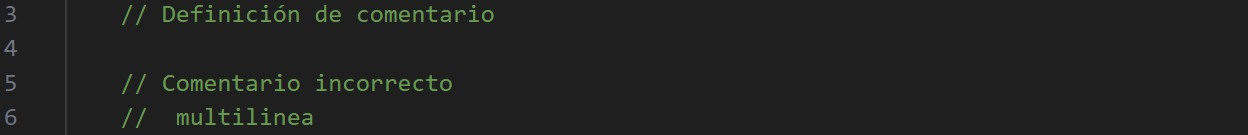 3 // Definición de comentario
4
5 // Comentario incorrecto
6 //  multilinea